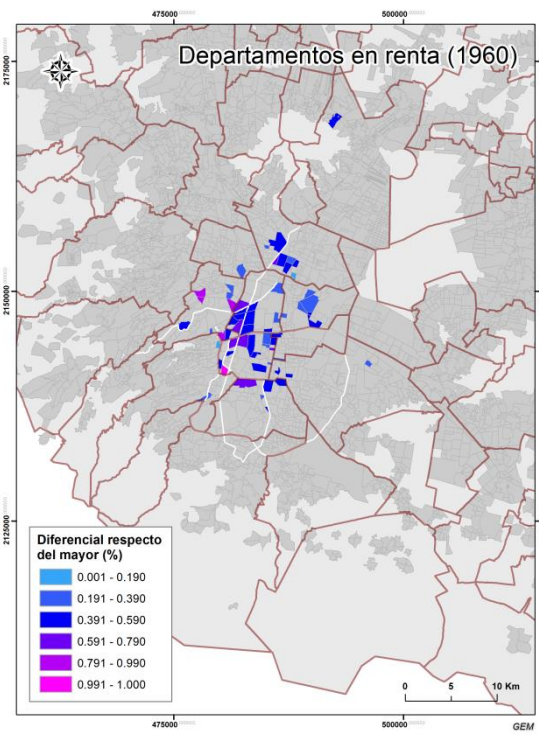 475000
500000
Departamentos en renta (1960)
2175000
2150000
2125000
Diferencial respecto
del mayor (%)
0.001 - 0.190
0.191 - 0.390
0.391 - 0.590
0.591 - 0.790
0.791 - 0.990
0.991 - 1.000
0 5 10 Km
475000
500000
GEM